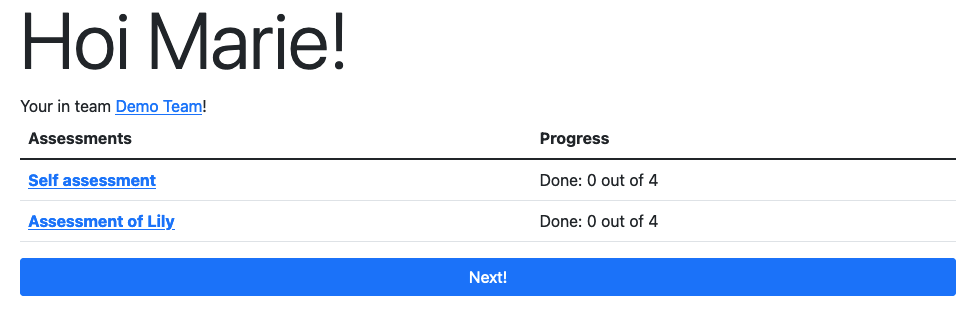 Hoi Marie!
Your in team Demo Team!
Assessments Progress
Self assessment Done: 0 out of 4
Assessment of Lily Done: 0 out of 4
Next!